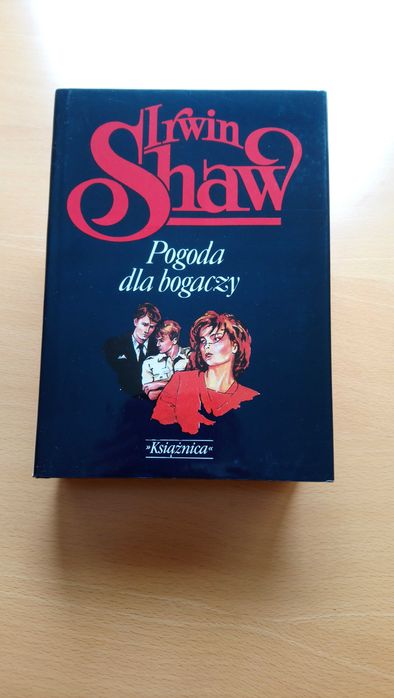 Irwin
Shaw
Pogoda
dla bogaczy
»Książnica«